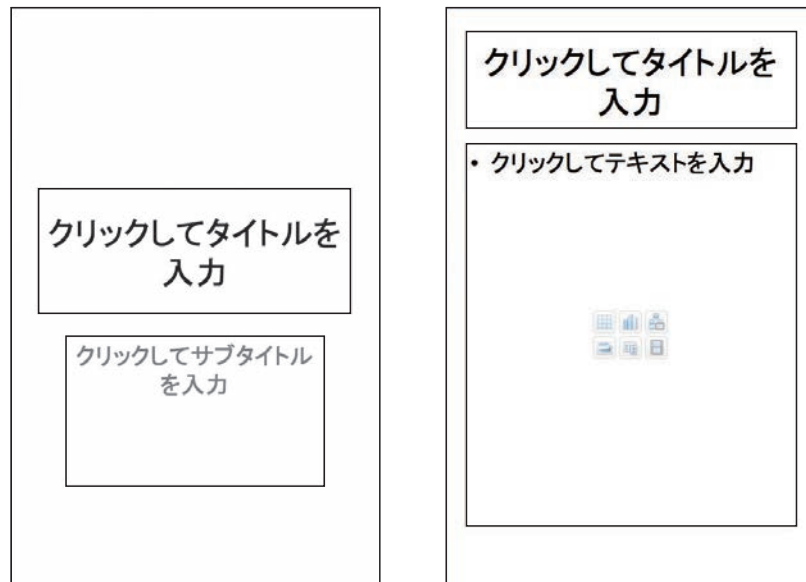 クリックしてタイトルを
入力
クリックしてサブタイトル
を入力
クリックしてタイトルを
入力
• クリックしてテキストを入力